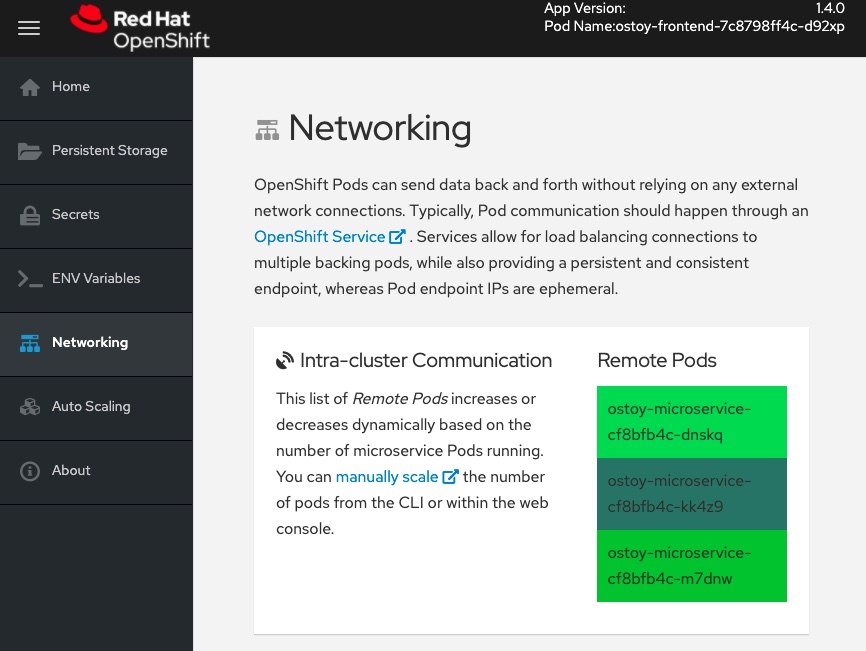 Red Hat
OpenShift
App Version: 1.4.0
Pod Name:ostoy-frontend-7c8798ff4c-d92xp
Home
Persistent Storage
Secrets
ENV Variables
Networking
Auto Scaling
About
Networking
OpenShift Pods can send data back and forth without relying on any external
network connections. Typically, Pod communication should happen through an
OpenShift Service . Services allow for load balancing connections to
multiple backing pods, while also providing a persistent and consistent
endpoint, whereas Pod endpoint IPs are ephemeral.
Intra-cluster Communication
This list of Remote Pods increases or
decreases dynamically based on the
number of microservice Pods running.
You can manually scale the number
of pods from the CLI or within the web
console.
Remote Pods
ostoy-microservice-
cf8bfb4c-dnskq
ostoy-microservice-
cf8bfb4c-kk4z9
ostoy-microservice-
cf8bfb4c-m7dnw